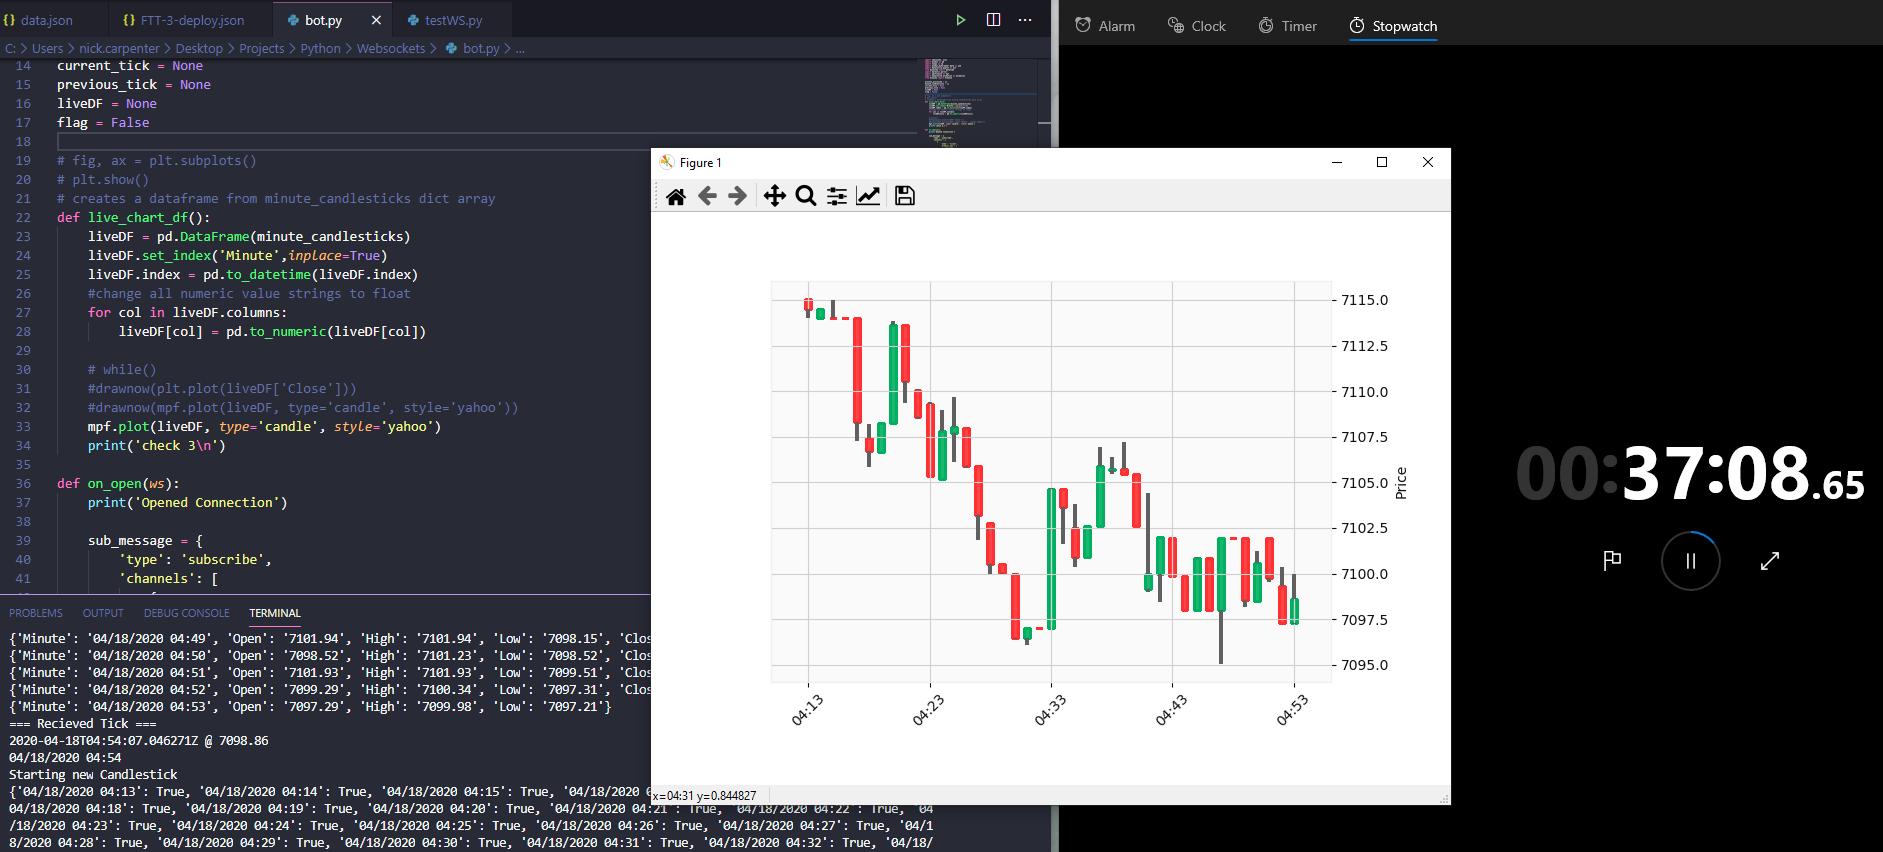 data.json
FTT-3-deploy.json
bot.py
testWS.py
C: > Users > nick.carpenter > Desktop > Projects > Python > Websockets > bot.py > ...
14 current_tick = None
15 previous_tick = None
16 liveDF = None
17 flag = False
18
19 # fig, ax = plt.subplots()
20 # plt.show()
21 # creates a dataframe from minute_candlesticks dict array
22 def live_chart_df():
23 liveDF = pd.DataFrame(minute_candlesticks)
24 liveDF.set_index('Minute',inplace=True)
25 liveDF.index = pd.to_datetime(liveDF.index)
26 #change all numeric value strings to float
27 for col in liveDF.columns:
28 liveDF[col] = pd.to_numeric(liveDF[col])
29
30 # while()
31 #drawnow(plt.plot(liveDF['Close']))
32 #drawnow(mpf.plot(liveDF, type='candle', style='yahoo'))
33 mpf.plot(liveDF, type='candle', style='yahoo')
34 print('check 3\n')
35
36 def on_open(ws):
37 print('Opened Connection')
38
39 sub_message = {
40 'type': 'subscribe',
41 'channels': [
PROBLEMS OUTPUT DEBUG CONSOLE TERMINAL
{'Minute': '04/18/2020 04:49', 'Open': '7101.94', 'High': '7101.94', 'Low': '7098.15', 'Clos
{'Minute': '04/18/2020 04:50', 'Open': '7098.52', 'High': '7101.23', 'Low': '7098.52', 'Clos
{'Minute': '04/18/2020 04:51', 'Open': '7101.93', 'High': '7101.93', 'Low': '7099.51', 'Clos
{'Minute': '04/18/2020 04:52', 'Open': '7099.29', 'High': '7100.34', 'Low': '7097.31', 'Clos
{'Minute': '04/18/2020 04:53', 'Open': '7097.29', 'High': '7099.98', 'Low': '7097.21'}
=== Recieved Tick ===
2020-04-18T04:54:07.046271Z @ 7098.86
04/18/2020 04:54
Starting new Candlestick
{'04/18/2020 04:13': True, '04/18/2020 04:14': True, '04/18/2020 04:15': True, '04/18/2020
04/18/2020 04:18': True, '04/18/2020 04:19': True, '04/18/2020 04:20': True, '04/18/2020 04:21': True, '04/18/2020 04:22': True, '04
/18/2020 04:23': True, '04/18/2020 04:24': True, '04/18/2020 04:25': True, '04/18/2020 04:26': True, '04/18/2020 04:27': True, '04/1
8/2020 04:28': True, '04/18/2020 04:29': True, '04/18/2020 04:30': True, '04/18/2020 04:31': True, '04/18/2020 04:32': True, '04/18/
Figure 1
7115.0
7112.5
7110.0
7107.5
7105.0
7102.5
7100.0
7097.5
7095.0
Price
04:13
04:23
04:33
04:43
04:53
x=04:31 y=0.844827
Alarm
Clock
Timer
Stopwatch
00:37:08.65